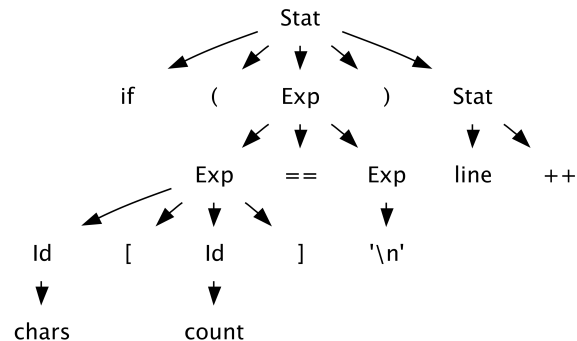 Stat
if ( Exp ) Stat
Exp == Exp line ++
Id [ Id ] '\n'
chars count